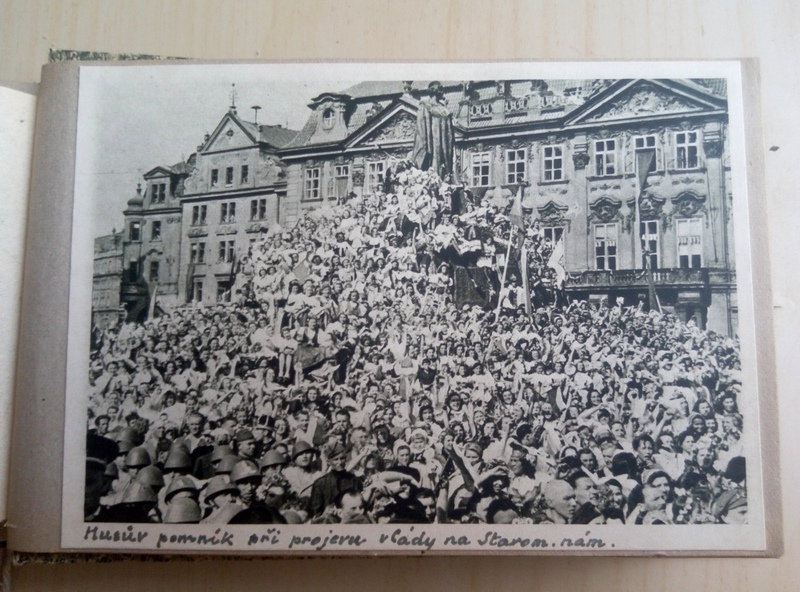 Husův pomník při projevu vlády na Starom. nám.